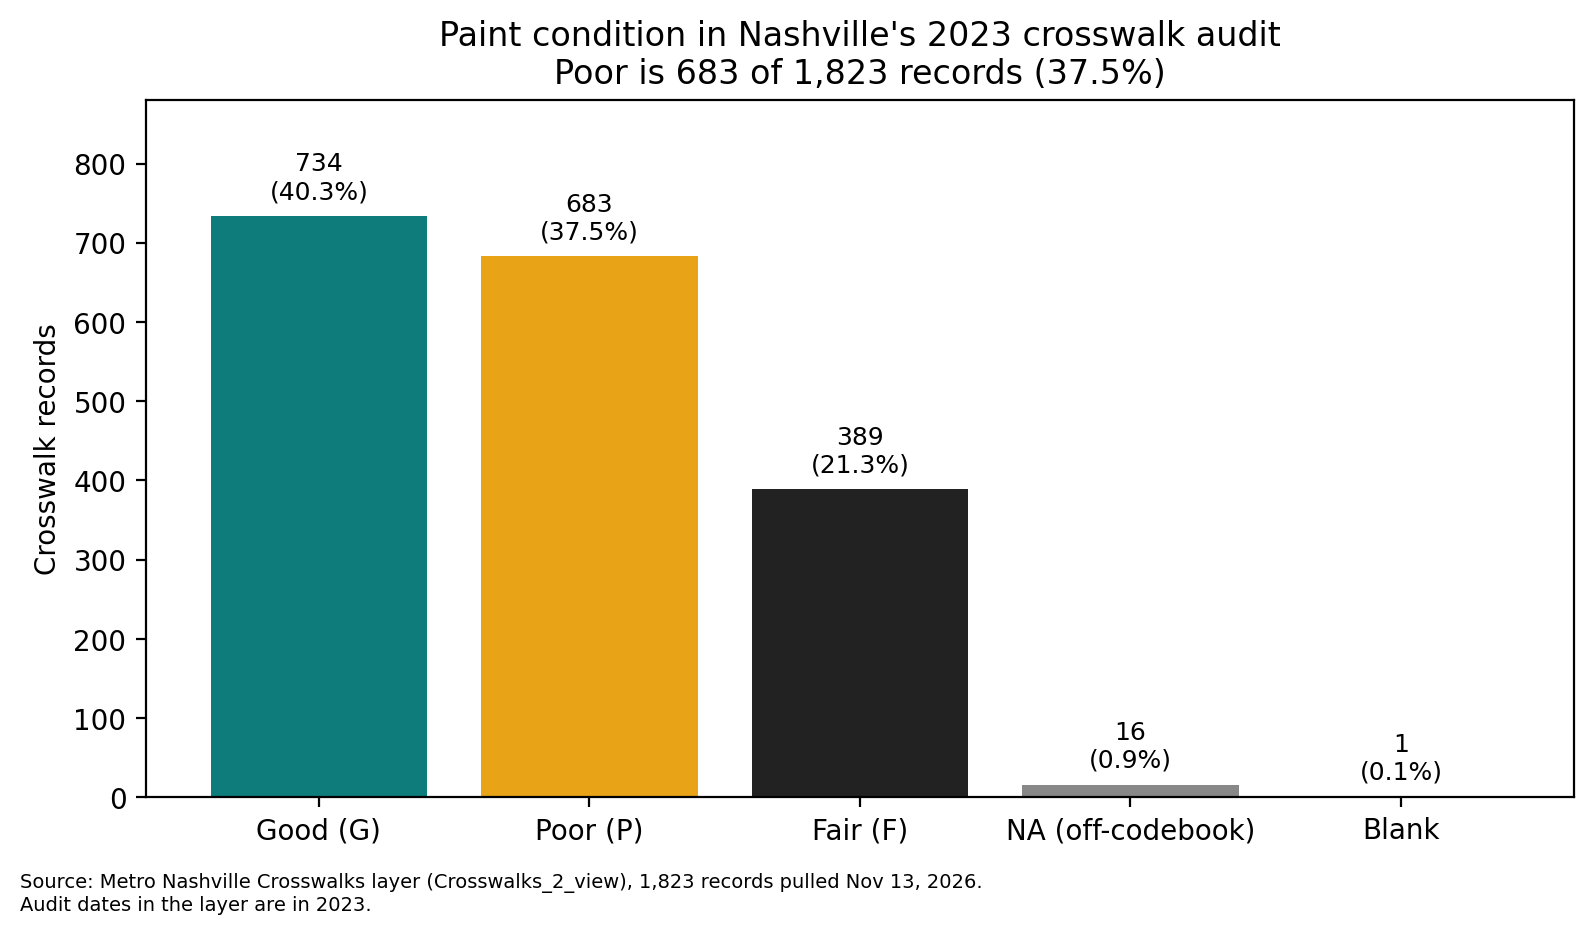 Paint condition in Nashville's 2023 crosswalk audit
Poor is 683 of 1,823 records (37.5%)
Crosswalk records
800
700
600
500
400
300
200
100
0
734
(40.3%)
683
(37.5%)
389
(21.3%)
16
(0.9%)
1
(0.1%)
Good (G)
Poor (P)
Fair (F)
NA (off-codebook)
Blank
Source: Metro Nashville Crosswalks layer (Crosswalks_2_view), 1,823 records pulled Nov 13, 2026.
Audit dates in the layer are in 2023.